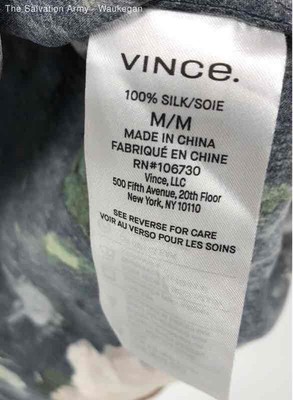 The Salvation Army - Waukegan
VINCE.
100% SILK/SOIE
M/M
MADE IN CHINA
FABRIQUÉ EN CHINE
RN#106730
Vince, LLC
500 Fifth Avenue, 20th Floor
New York, NY 10110
SEE REVERSE FOR CARE
VOIR AU VERSO POUR LES SOINS